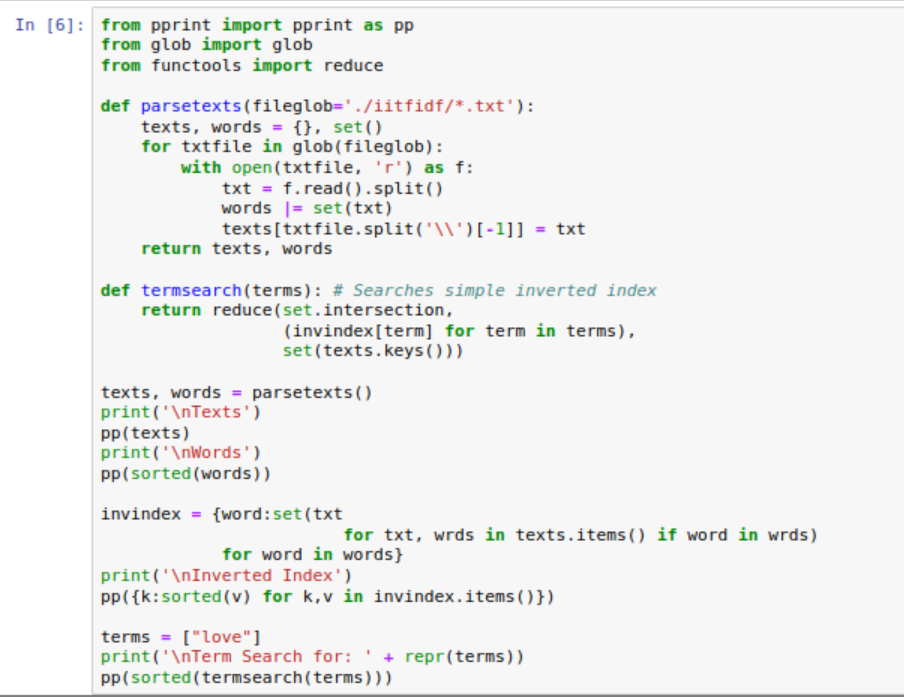 In [6]:
from pprint import pprint as pp
from glob import glob
from functools import reduce

def parsetexts(fileglob='./iitfidf/*.txt'):
    texts, words = {}, set()
    for txtfile in glob(fileglob):
        with open(txtfile, 'r') as f:
            txt = f.read().split()
            words |= set(txt)
            texts[txtfile.split('\\')[-1]] = txt
    return texts, words

def termsearch(terms): # Searches simple inverted index
    return reduce(set.intersection,
                  (invindex[term] for term in terms),
                  set(texts.keys()))

texts, words = parsetexts()
print('\nTexts')
pp(texts)
print('\nWords')
pp(sorted(words))

invindex = {word:set(txt
                        for txt, wrds in texts.items() if word in wrds)
            for word in words}
print('\nInverted Index')
pp({k:sorted(v) for k,v in invindex.items()})

terms = ["love"]
print('\nTerm Search for: ' + repr(terms))
pp(sorted(termsearch(terms)))